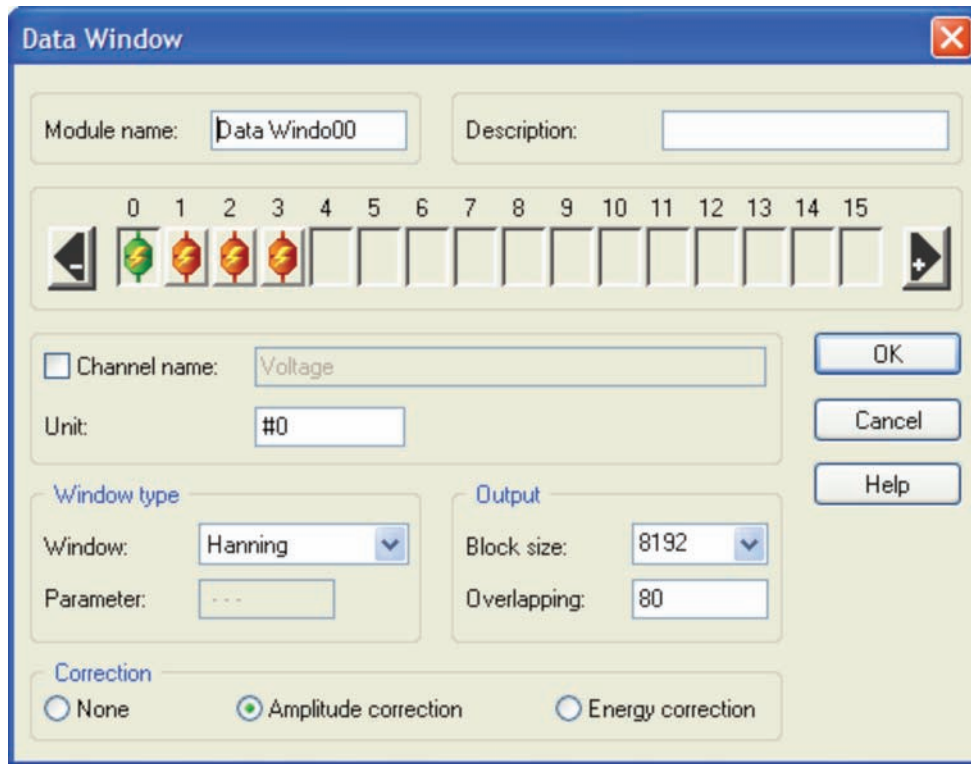 Data Window
Module name: Data Windo00 Description:
0 1 2 3 4 5 6 7 8 9 10 11 12 13 14 15
- +
Channel name: Voltage OK
Unit: #0 Cancel
Help
Window type Output
Window: Hanning Block size: 8192
Parameter: --- Overlapping: 80
Correction
None Amplitude correction Energy correction